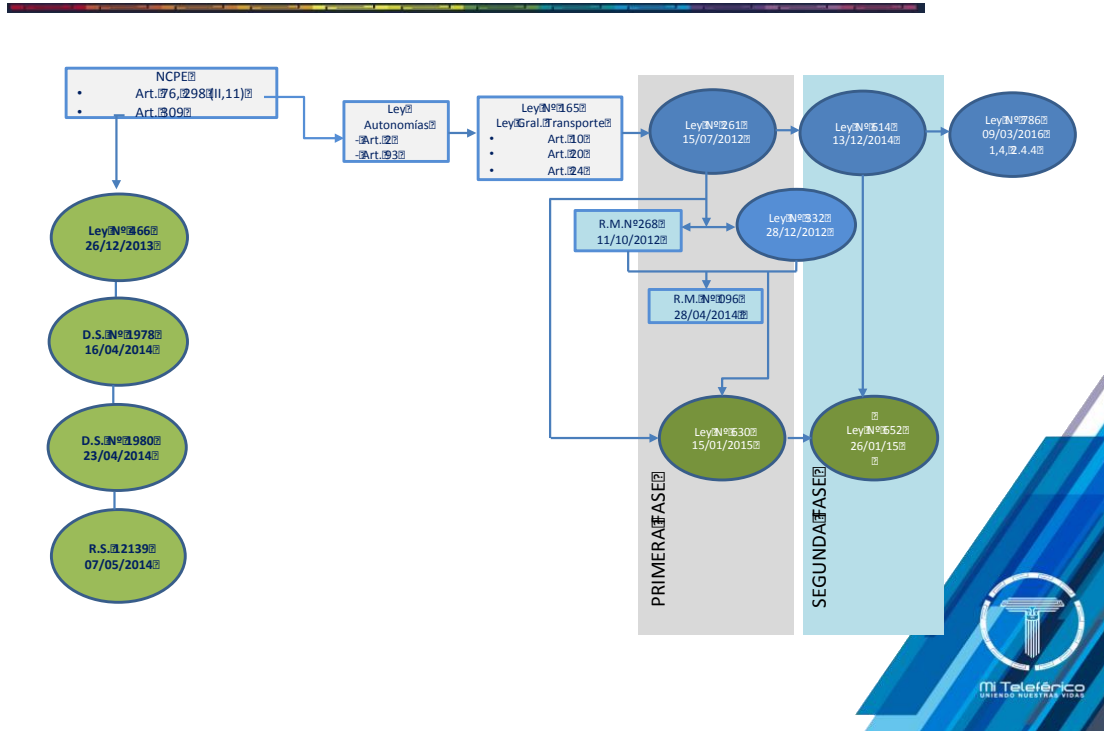 NCPE
• Art. 76, 298 (II,11)
• Art. 309
Ley
Autonomías
- Art. 2
- Art. 93
Ley Nº 165
Ley Gral. Transporte
• Art. 10
• Art. 20
• Art. 24
Ley Nº 261
15/07/2012
Ley Nº 614
13/12/2014
Ley Nº 786
09/03/2016
1,4, 2.4.4
Ley Nº 466
26/12/2013
R.M.Nº268
11/10/2012
Ley Nº 332
28/12/2012
R.M. Nº 096
28/04/2014
D.S. Nº 1978
16/04/2014
D.S. Nº 1980
23/04/2014
Ley Nº 630
15/01/2015
Ley Nº 652
26/01/15
R.S. 12139
07/05/2014
PRIMERA FASE
SEGUNDA FASE
Mi Teleférico
UNIENDO NUESTRAS VIDAS